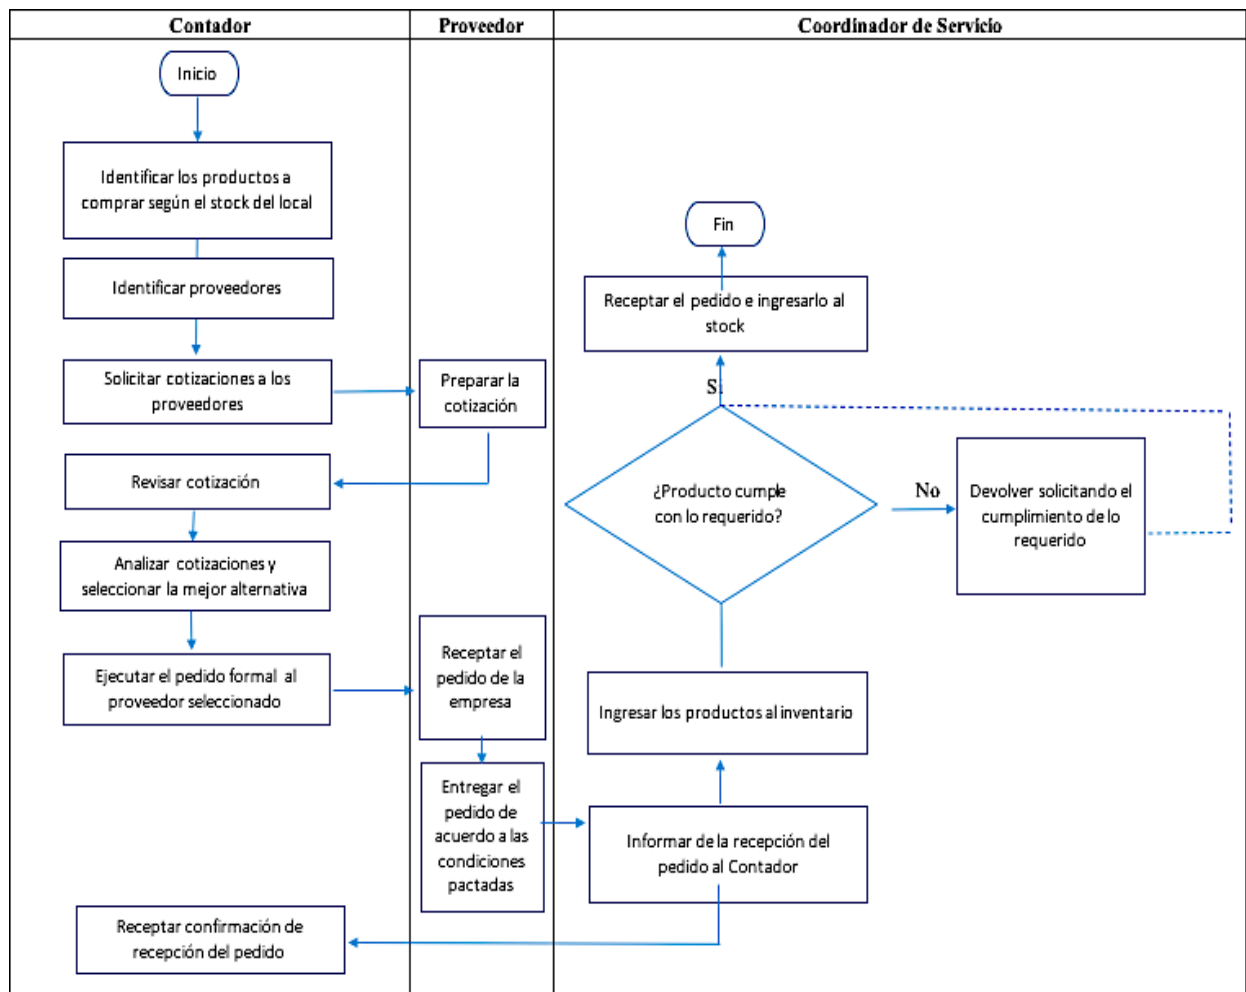 Contador
Proveedor
Coordinador de Servicio
Inicio
Identificar los productos a
comprar según el stock del local
Identificar proveedores
Solicitar cotizaciones a los
proveedores
Preparar la
cotización
Revisar cotización
Analizar cotizaciones y
seleccionar la mejor alternativa
Ejecutar el pedido formal al
proveedor seleccionado
Receptar el
pedido de la
empresa
Entregar el
pedido de
acuerdo a las
condiciones
pactadas
Receptar confirmación de
recepción del pedido
Fin
Receptar el pedido e ingresarlo al
stock
Si
¿Producto cumple
con lo requerido?
No
Devolver solicitando el
cumplimiento de lo
requerido
Ingresar los productos al inventario
Informar de la recepción del
pedido al Contador